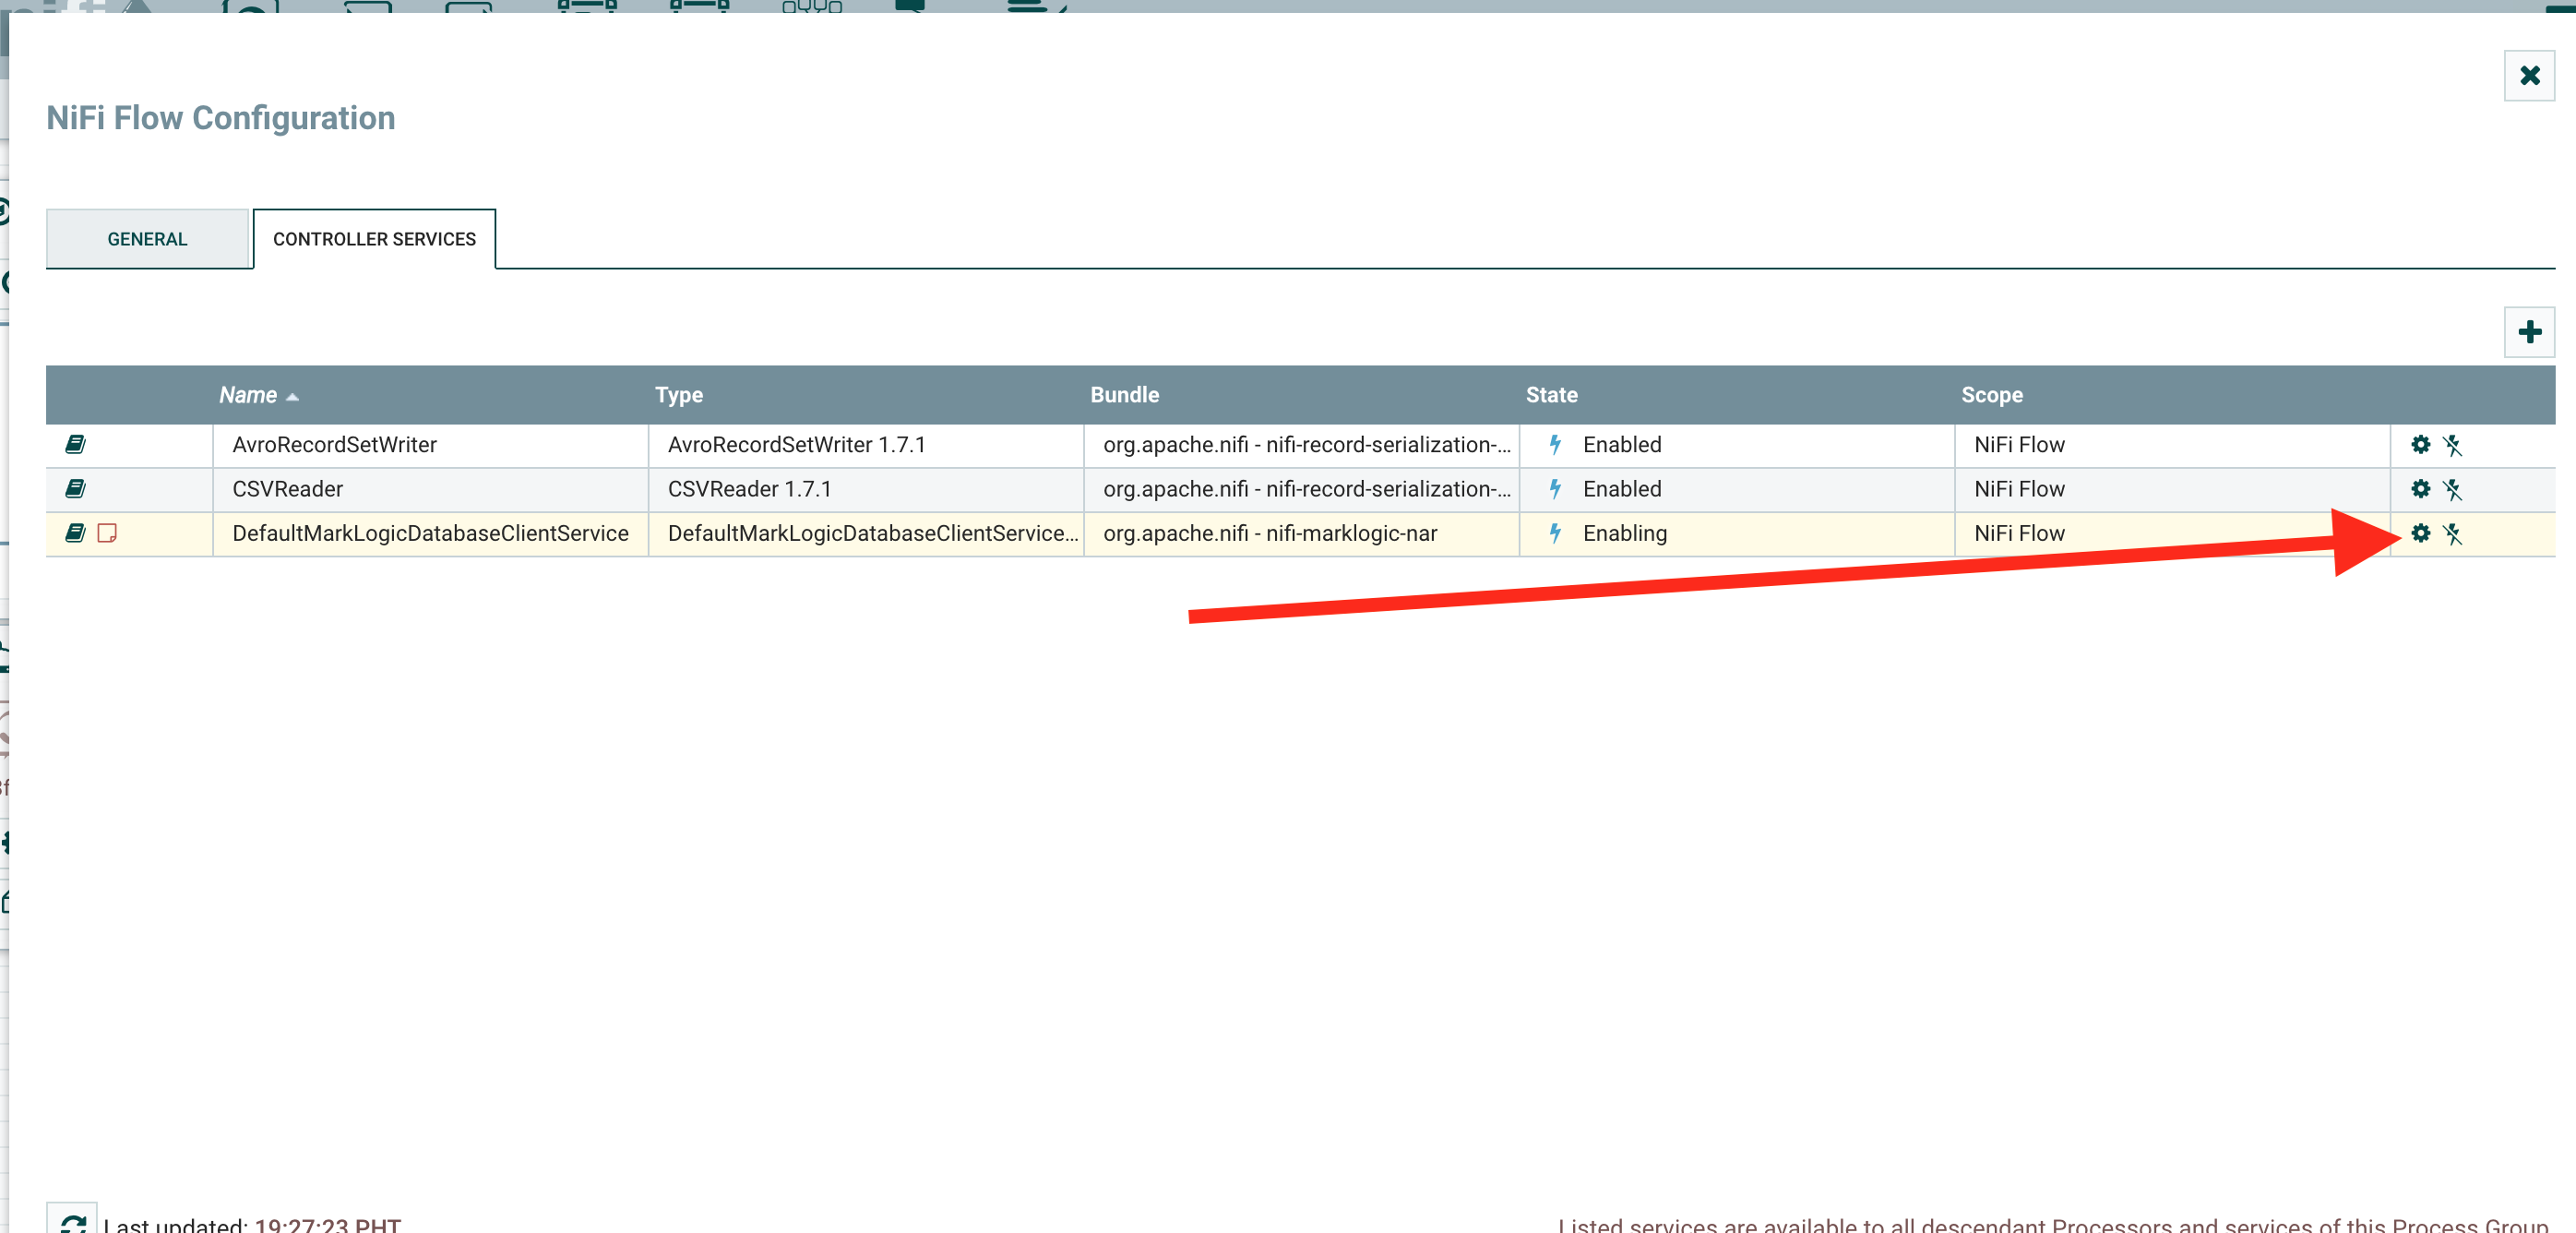 nifi
NiFi Flow Configuration
GENERAL CONTROLLER SERVICES
Name Type Bundle State Scope
AvroRecordSetWriter AvroRecordSetWriter 1.7.1 org.apache.nifi - nifi-record-serialization-... Enabled NiFi Flow
CSVReader CSVReader 1.7.1 org.apache.nifi - nifi-record-serialization-... Enabled NiFi Flow
DefaultMarkLogicDatabaseClientService DefaultMarkLogicDatabaseClientService... org.apache.nifi - nifi-marklogic-nar Enabling NiFi Flow
Last updated: 19:27:23 PHT Listed services are available to all descendant Processors and services of this Process Group.